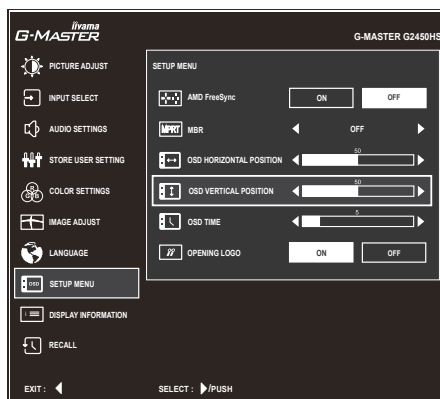 iiyama
G-MASTER
G-MASTER G2450HS
PICTURE ADJUST
INPUT SELECT
AUDIO SETTINGS
STORE USER SETTING
COLOR SETTINGS
IMAGE ADJUST
LANGUAGE
SETUP MENU
DISPLAY INFORMATION
RECALL
SETUP MENU
AMD FreeSync ON OFF
MPRT MBR OFF
OSD HORIZONTAL POSITION 50
OSD VERTICAL POSITION 50
OSD TIME 5
OPENING LOGO ON OFF
R G B
OSD
EXIT :
SELECT : /PUSH